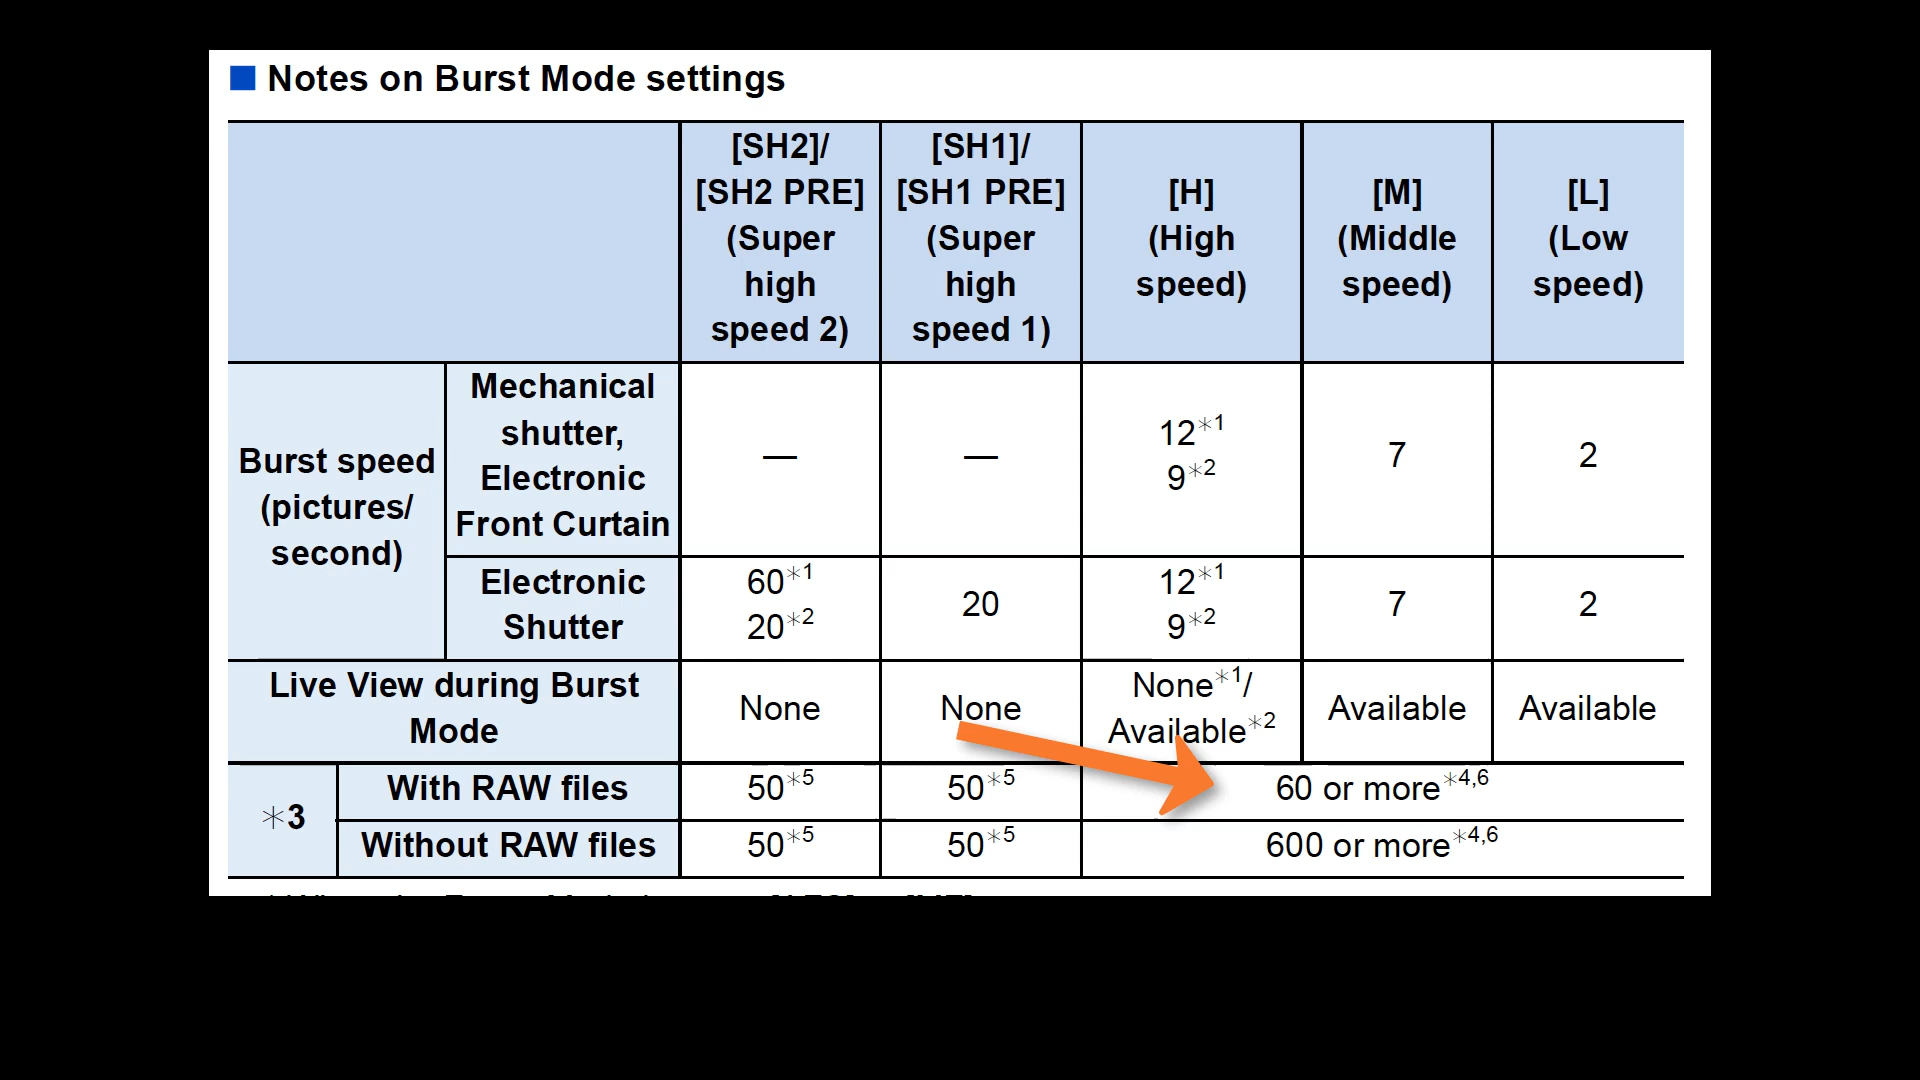 Notes on Burst Mode settings
[SH2]/
[SH2 PRE]
(Super
high
speed 2)
[SH1]/
[SH1 PRE]
(Super
high
speed 1)
[H]
(High
speed)
[M]
(Middle
speed)
[L]
(Low
speed)
Burst speed
(pictures/
second)
Mechanical
shutter,
Electronic
Front Curtain
—
—
12*1
9*2
7
2
Electronic
Shutter
60*1
20*2
20
12*1
9*2
7
2
Live View during Burst
Mode
None
None
None*1/
Available*2
Available
Available
*3
With RAW files
50*5
50*5
60 or more*4,6
Without RAW files
50*5
50*5
600 or more*4,6